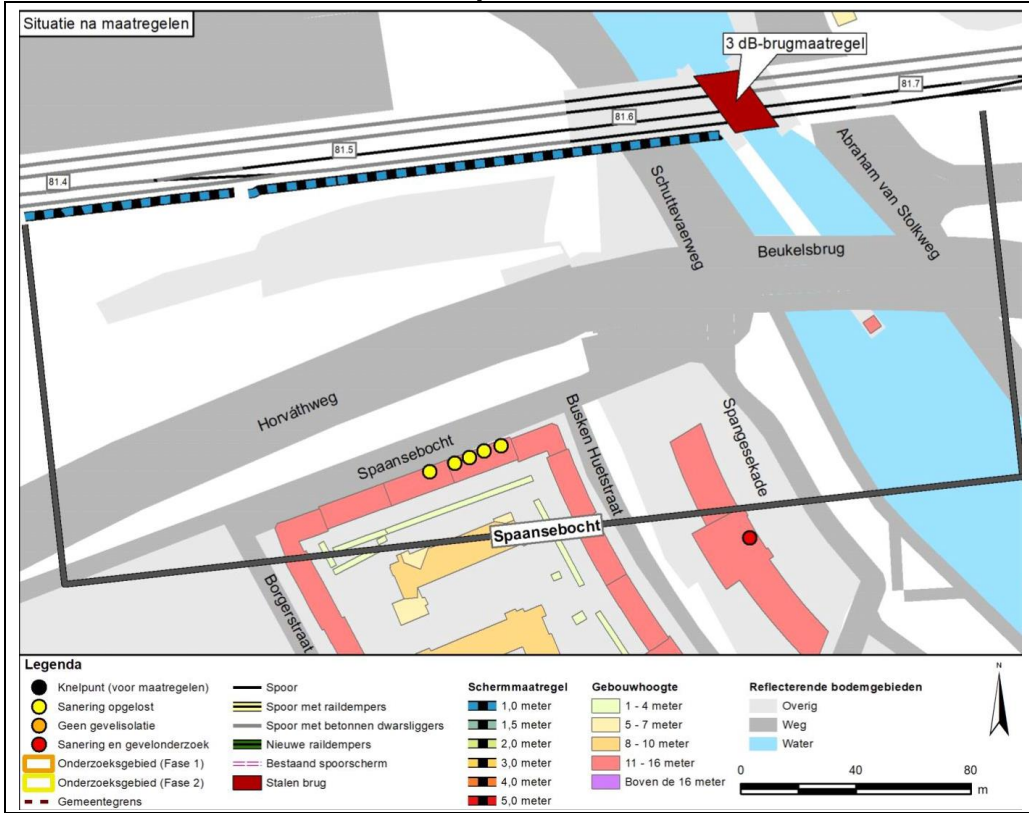 Situatie na maatregelen
3 dB-brugmaatregel
81.7
81.6
81.5
81.4
Abraham van Stolkweg
Schuttevaerweg
Beukelsbrug
Horváthweg
Spaansebocht
Busken Huetstraat
Spangesekade
Spaansebocht
Borgerstraat
Legenda
Knelpunt (voor maatregelen)
Sanering opgelost
Geen gevelisolatie
Sanering en gevelonderzoek
Onderzoeksgebied (Fase 1)
Onderzoeksgebied (Fase 2)
Gemeentegrens
Spoor
Spoor met raildempers
Spoor met betonnen dwarsliggers
Nieuwe raildempers
Bestaand spoorscherm
Stalen brug
Schermmaatregel
1,0 meter
1,5 meter
2,0 meter
3,0 meter
4,0 meter
5,0 meter
Gebouwhoogte
1 - 4 meter
5 - 7 meter
8 - 10 meter
11 - 16 meter
Boven de 16 meter
Reflecterende bodemgebieden
Overig
Weg
Water
N
0 40 80
m